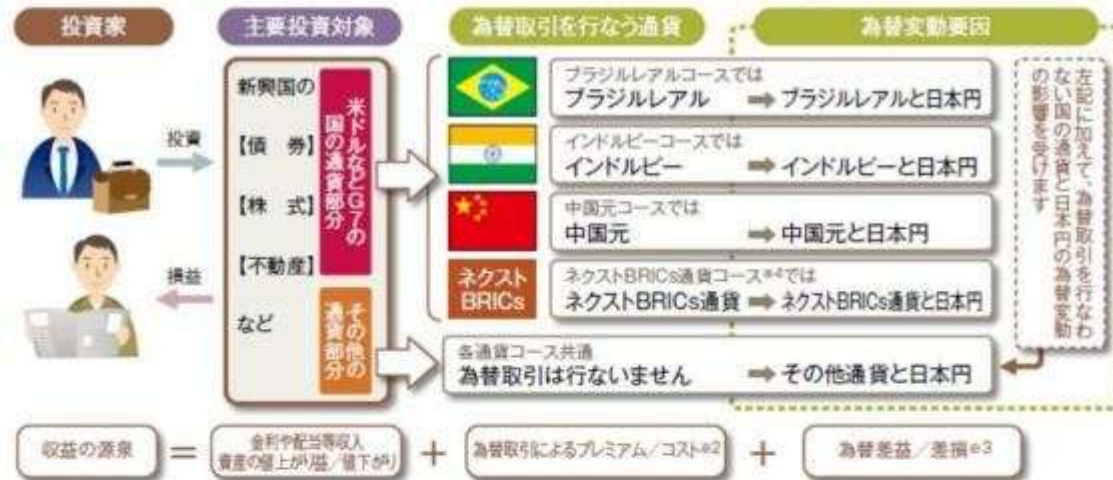 投資家
主要投資対象
為替取引を行なう通貨
為替変動要因
投資
損益
新興国の
【債 券】
【株 式】
【不動産】
など
米ドルなどG7の
国の通貨部分
その他の
通貨部分
ブラジルレアルコースでは
ブラジルレアル ➡ ブラジルレアルと日本円
インドルピーコースでは
インドルピー ➡ インドルピーと日本円
中国元コースでは
中国元 ➡ 中国元と日本円
ネクスト
BRICs
ネクストBRICs通貨コース※4では
ネクストBRICs通貨 ➡ ネクストBRICs通貨と日本円
各通貨コース共通
為替取引は行ないません ➡ その他通貨と日本円
左記に加えて、為替取引を行なわ
ない国の通貨と日本円の為替変動
の影響を受けます
収益の源泉 = 
金利や配当等収入
資産の値上がり益／値下がり
+
為替取引によるプレミアム／コスト※2
+
為替差益／差損※3